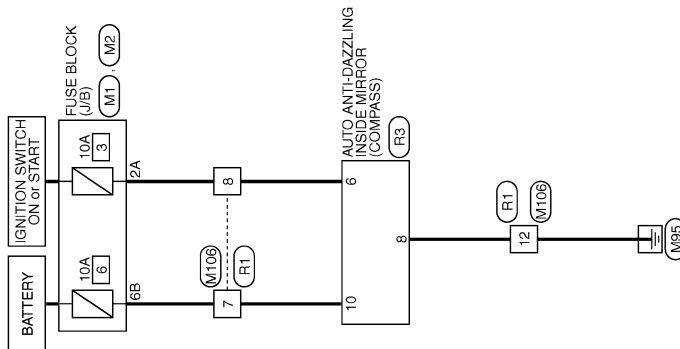 BATTERY
IGNITION SWITCH
ON or START
10A
6
10A
3
FUSE BLOCK
(J/B)
M1 , M2
6B
2A
M106
7
R1
8
10
6
AUTO ANTI-DAZZLING
INSIDE MIRROR
(COMPASS)
R3
8
12
R1
M106
M95